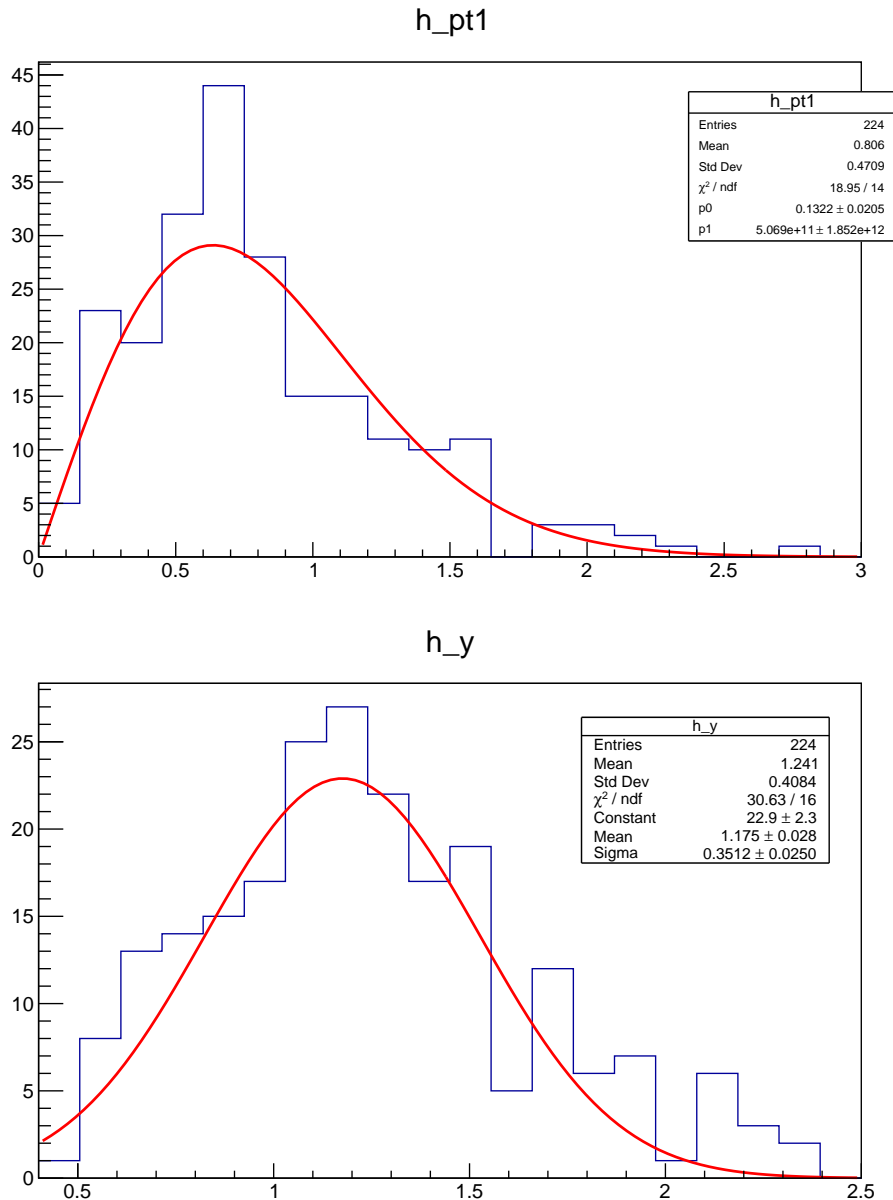 h_pt1
45
40
35
30
25
20
15
10
5
0
0 0.5 1 1.5 2 2.5 3
h_pt1
Entries 224
Mean 0.806
Std Dev 0.4709
χ² / ndf 18.95 / 14
p0 0.1322 ± 0.0205
p1 5.069e+11 ± 1.852e+12
h_y
25
20
15
10
5
0
0.5 1 1.5 2 2.5
h_y
Entries 224
Mean 1.241
Std Dev 0.4084
χ² / ndf 30.63 / 16
Constant 22.9 ± 2.3
Mean 1.175 ± 0.028
Sigma 0.3512 ± 0.0250